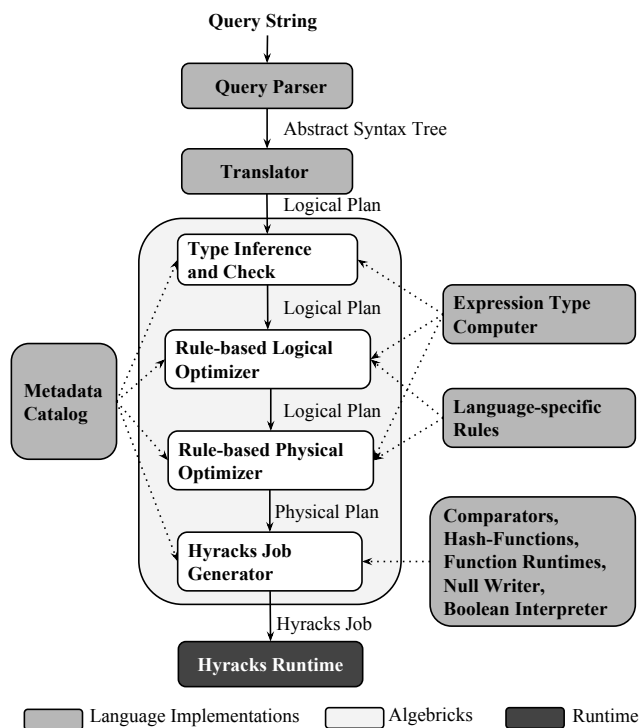 Query String
Query Parser
Abstract Syntax Tree
Translator
Logical Plan
Type Inference
and Check
Logical Plan
Expression Type
Computer
Rule-based Logical
Optimizer
Metadata
Catalog
Logical Plan
Language-specific
Rules
Rule-based Physical
Optimizer
Physical Plan
Comparators,
Hash-Functions,
Function Runtimes,
Null Writer,
Boolean Interpreter
Hyracks Job
Generator
Hyracks Job
Hyracks Runtime
Language Implementations
Algebricks
Runtime